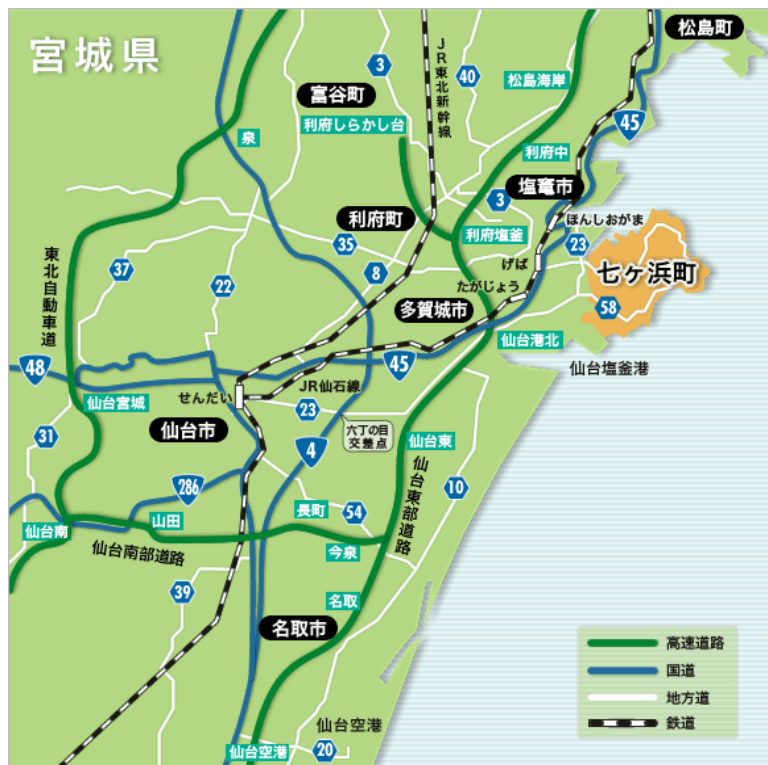 宮城県
松島町
3
JR東北新幹線
40
松島海岸
富谷町
利府しらかし台
45
泉
利府中
塩竈市
3
ほんしおがま
利府町
利府塩釜
35
23
東北自動車道
37
8
げば
七ヶ浜町
22
たがじょう
多賀城市
58
仙台港北
48
45
仙台塩釜港
JR仙石線
せんだい
仙台宮城
23
六丁の目
交差点
仙台市
31
4
仙台東
仙台東部道路
286
10
長町
54
山田
仙台南
仙台南部道路
今泉
39
名取
名取市
高速道路
国道
地方道
鉄道
仙台空港
仙台空港
20